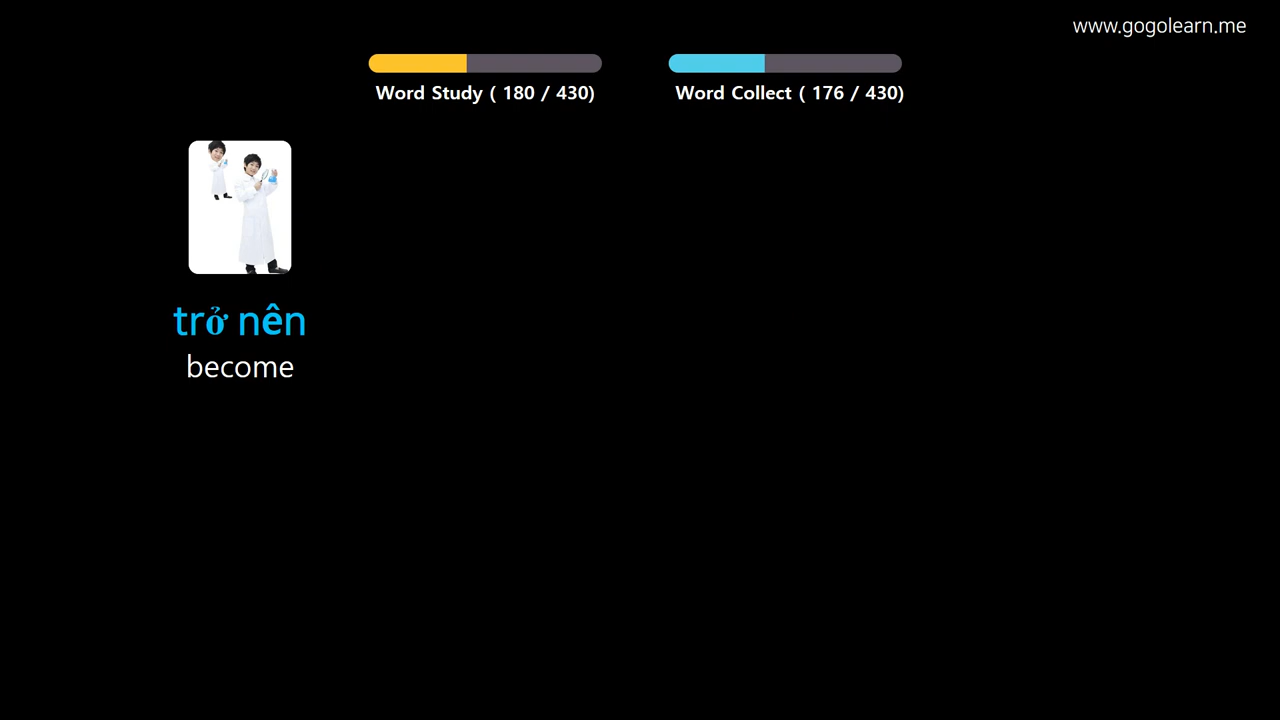 www.gogolearn.me
Word Study ( 180 / 430)
Word Collect ( 176 / 430)
trở nên
become